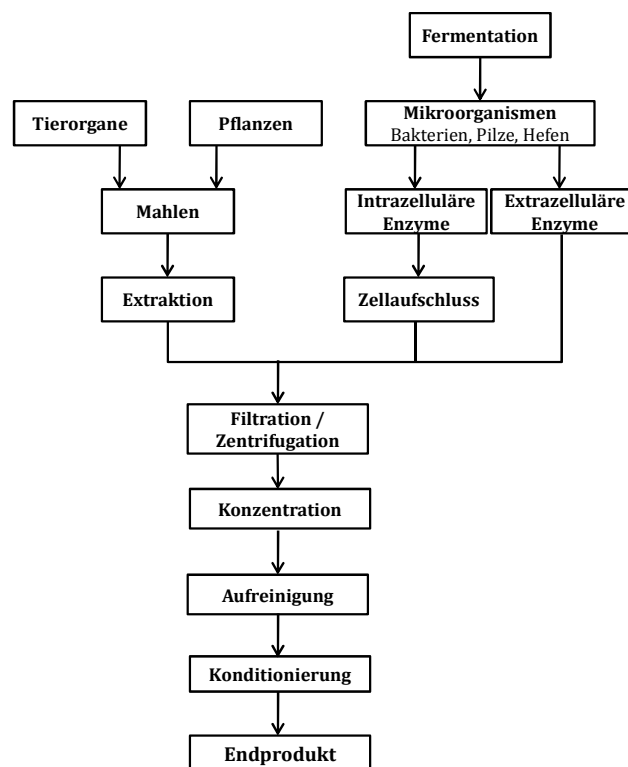 Fermentation
Tierorgane
Pflanzen
Mikroorganismen
Bakterien, Pilze, Hefen
Mahlen
Intrazelluläre
Enzyme
Extrazelluläre
Enzyme
Extraktion
Zellaufschluss
Filtration /
Zentrifugation
Konzentration
Aufreinigung
Konditionierung
Endprodukt